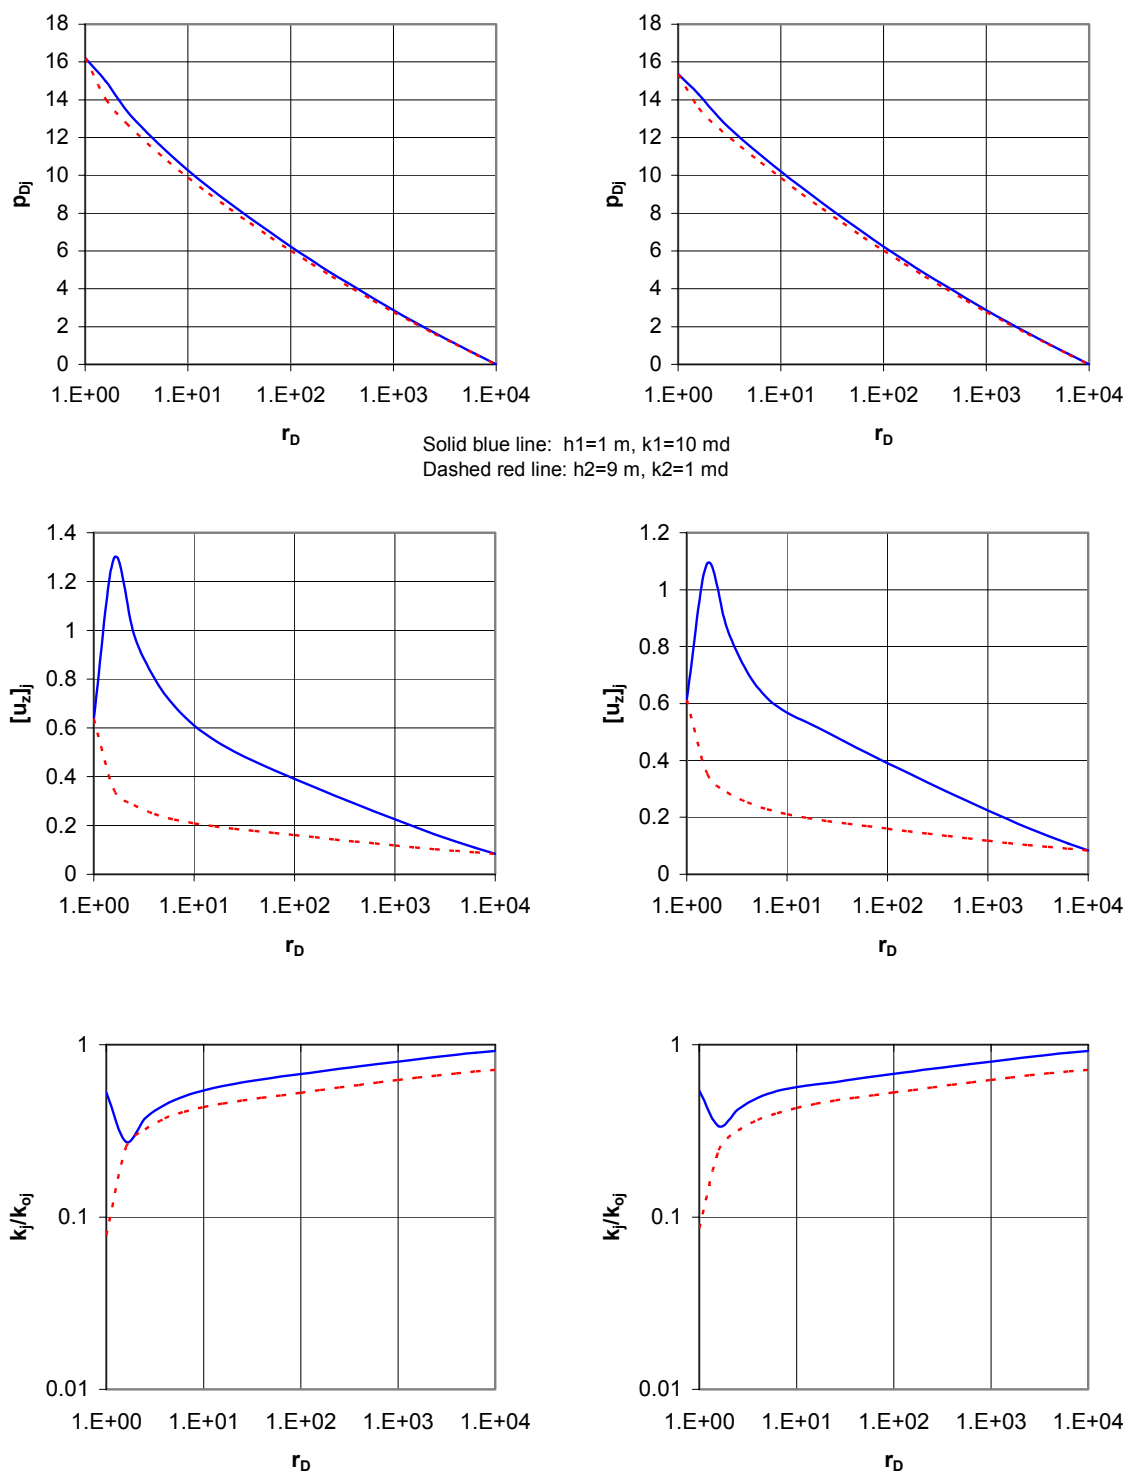 18
16
14
12
10
8
6
4
2
0
p_Dj
1.E+00 1.E+01 1.E+02 1.E+03 1.E+04
r_D
18
16
14
12
10
8
6
4
2
0
p_Dj
1.E+00 1.E+01 1.E+02 1.E+03 1.E+04
r_D
Solid blue line:  h1=1 m, k1=10 md
Dashed red line: h2=9 m, k2=1 md
1.4
1.2
1
0.8
0.6
0.4
0.2
0
[u_z]_j
1.E+00 1.E+01 1.E+02 1.E+03 1.E+04
r_D
1.2
1
0.8
0.6
0.4
0.2
0
[u_z]_j
1.E+00 1.E+01 1.E+02 1.E+03 1.E+04
r_D
1
0.1
0.01
k_j/k_oj
1.E+00 1.E+01 1.E+02 1.E+03 1.E+04
r_D
1
0.1
0.01
k_j/k_oj
1.E+00 1.E+01 1.E+02 1.E+03 1.E+04
r_D